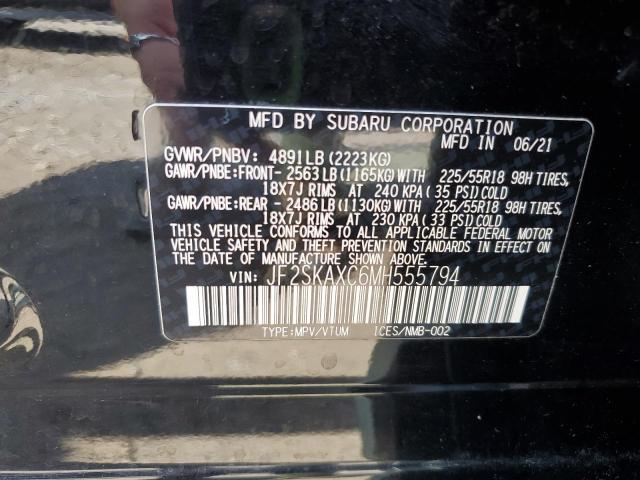 MFD BY SUBARU CORPORATION
MFD IN 06/21
GVWR/PNBV: 4891LB (2223KG)
GAWR/PNBE:FRONT- 2563LB (1165KG)WITH 225/55R18 98H TIRES,
18X7J RIMS AT 240 KPA ( 35 PSI) COLD
GAWR/PNBE:REAR - 2486LB (1130KG)WITH 225/55R18 98H TIRES,
18X7J RIMS AT 230 KPA ( 33 PSI) COLD
THIS VEHICLE CONFORMS TO ALL APPLICABLE FEDERAL MOTOR
VEHICLE SAFETY AND THEFT PREVENTION STANDARDS IN EFFECT ON
THE DATE OF MANUFACTURE SHOWN ABOVE.
VIN: JF2SKAXC6MH555794
TYPE:MPV/VTUM ICES/NMB-002